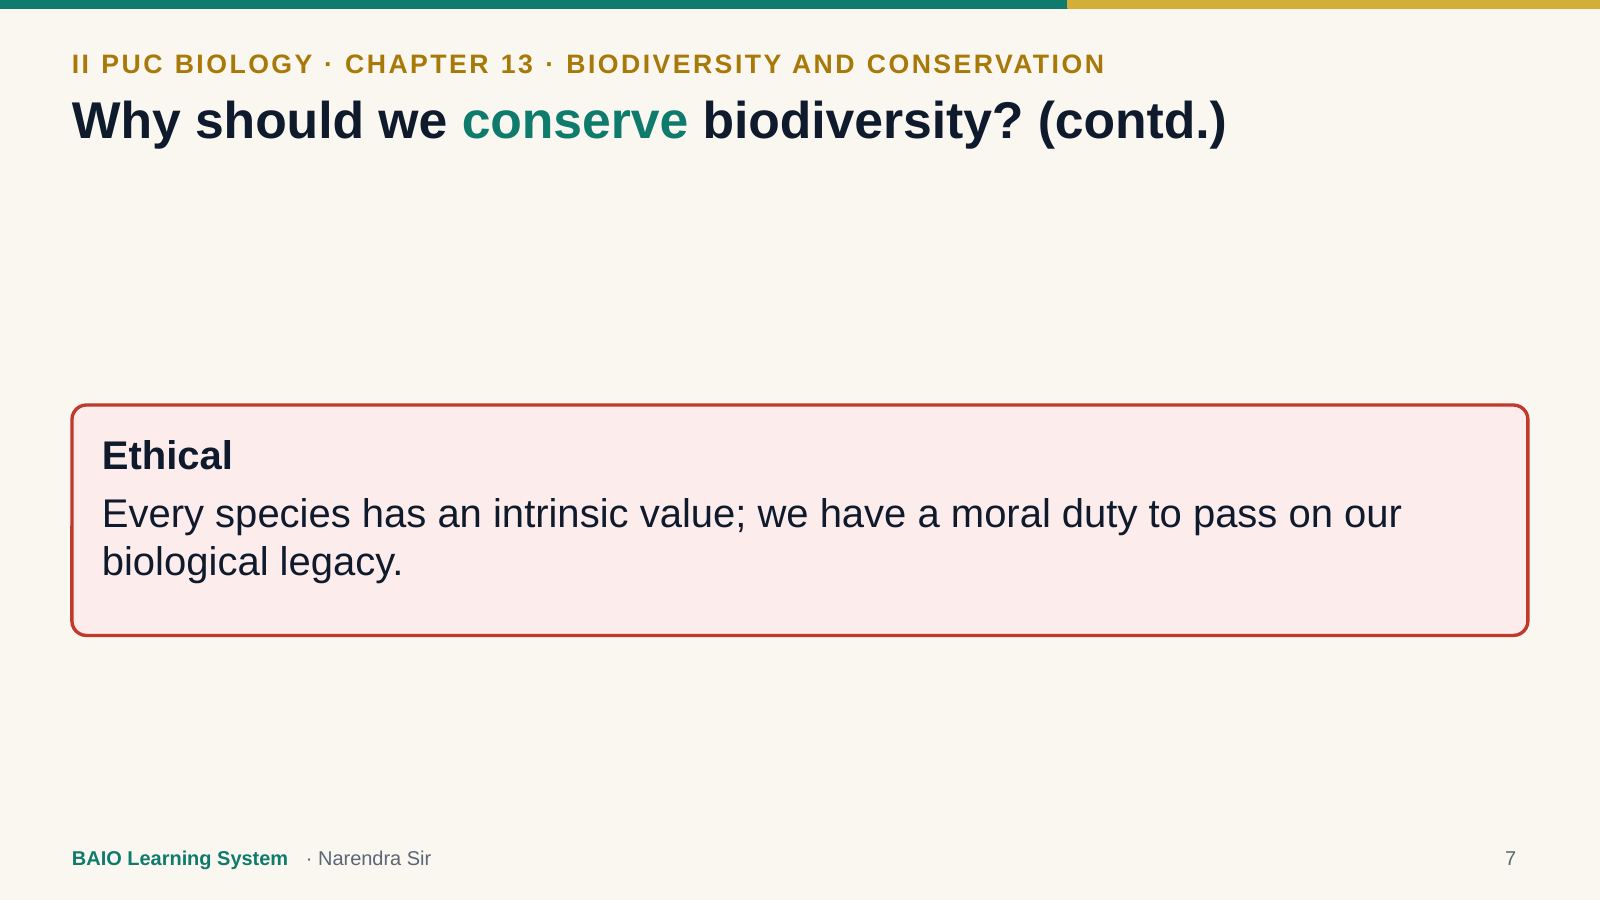 II PUC BIOLOGY · CHAPTER 13 · BIODIVERSITY AND CONSERVATION
Why should we conserve biodiversity? (contd.)
Ethical
Every species has an intrinsic value; we have a moral duty to pass on our
biological legacy.
BAIO Learning System · Narendra Sir
7